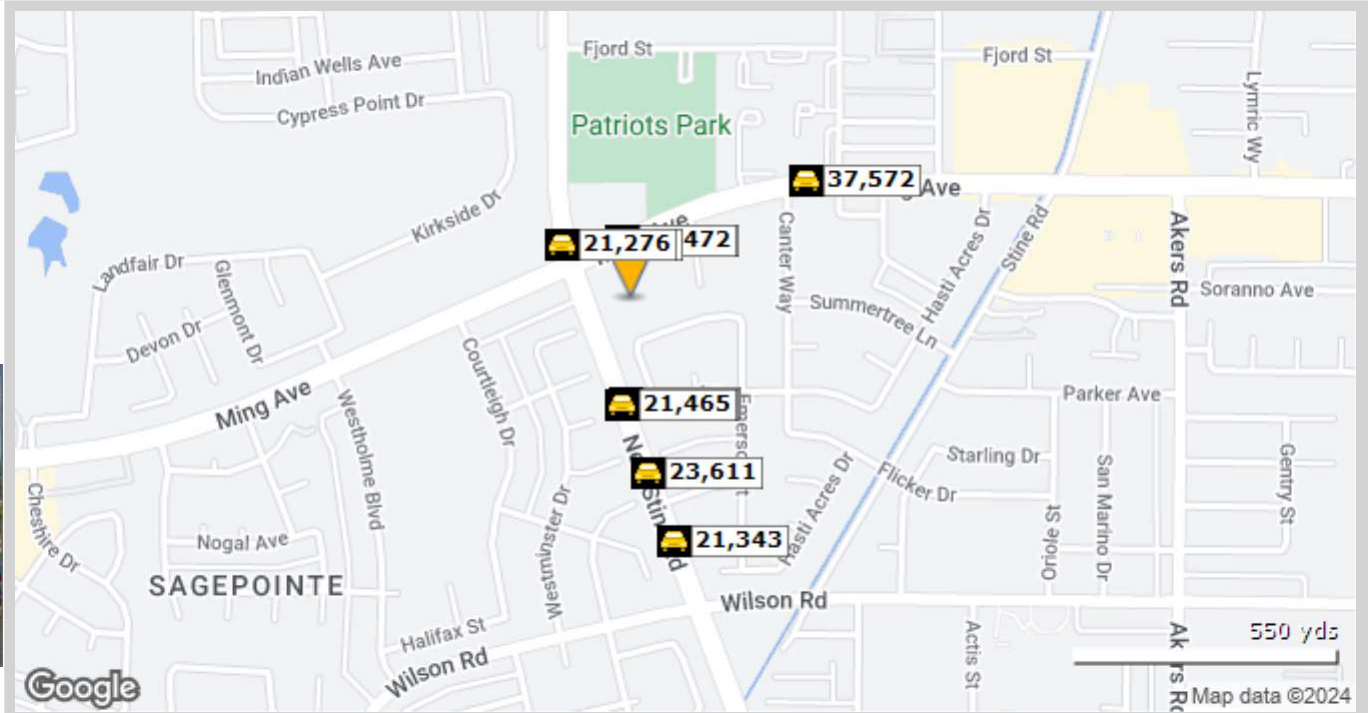 Fjord St
Fjord St
Indian Wells Ave
Cypress Point Dr
Lymric Wy
Patriots Park
37,572
Ave
Kirkside Dr
Ave
21,276
472
Canter Way
Hasti Acres Dr
Stine Rd
Akers Rd
Landfair Dr
Glenmont Dr
Devon Dr
Summertree Ln
Soranno Ave
Courtleigh Dr
Ming Ave
Westholme Blvd
21,465
Parker Ave
23,611
Starling Dr
Flicker Dr
San Marino Dr
Gentry St
Cheshire Dr
Nogal Ave
Westminster Dr
Hasti Acres Dr
Oriole St
21,343
SAGEPOINTE
Wilson Rd
Halifax St
Wilson Rd
Actis St
550 yds
Google
Map data ©2024